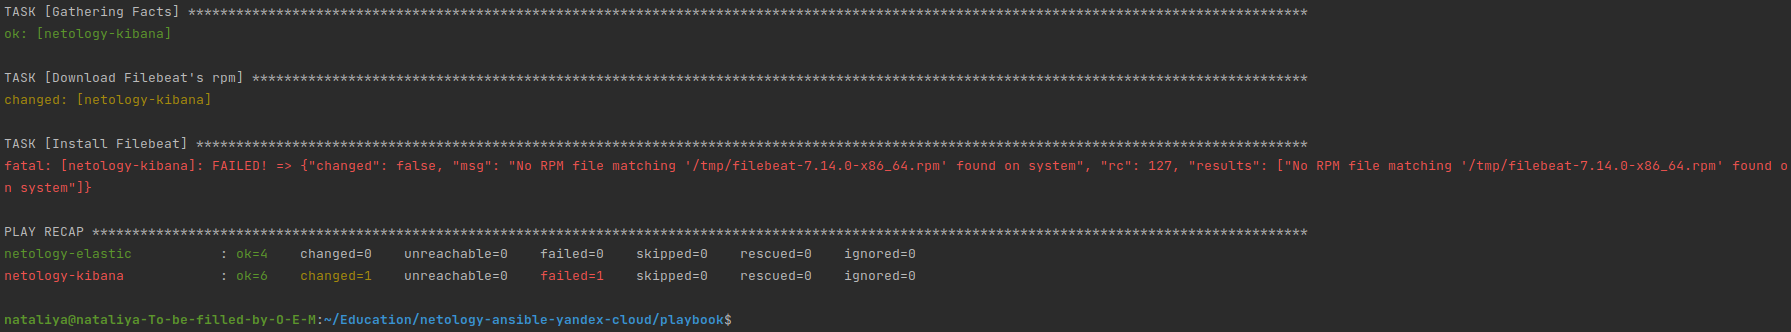 TASK [Gathering Facts] ********************************************************************************************************************************************
ok: [netology-kibana]
TASK [Download Filebeat's rpm] ************************************************************************************************************************************
changed: [netology-kibana]
TASK [Install Filebeat] *******************************************************************************************************************************************
fatal: [netology-kibana]: FAILED! => {"changed": false, "msg": "No RPM file matching '/tmp/filebeat-7.14.0-x86_64.rpm' found on system", "rc": 127, "results": ["No RPM file matching '/tmp/filebeat-7.14.0-x86_64.rpm' found o
n system"]}
PLAY RECAP ********************************************************************************************************************************************************
netology-elastic           : ok=4    changed=0    unreachable=0    failed=0    skipped=0    rescued=0    ignored=0
netology-kibana            : ok=6    changed=1    unreachable=0    failed=1    skipped=0    rescued=0    ignored=0
nataliya@nataliya-To-be-filled-by-O-E-M:~/Education/netology-ansible-yandex-cloud/playbook$